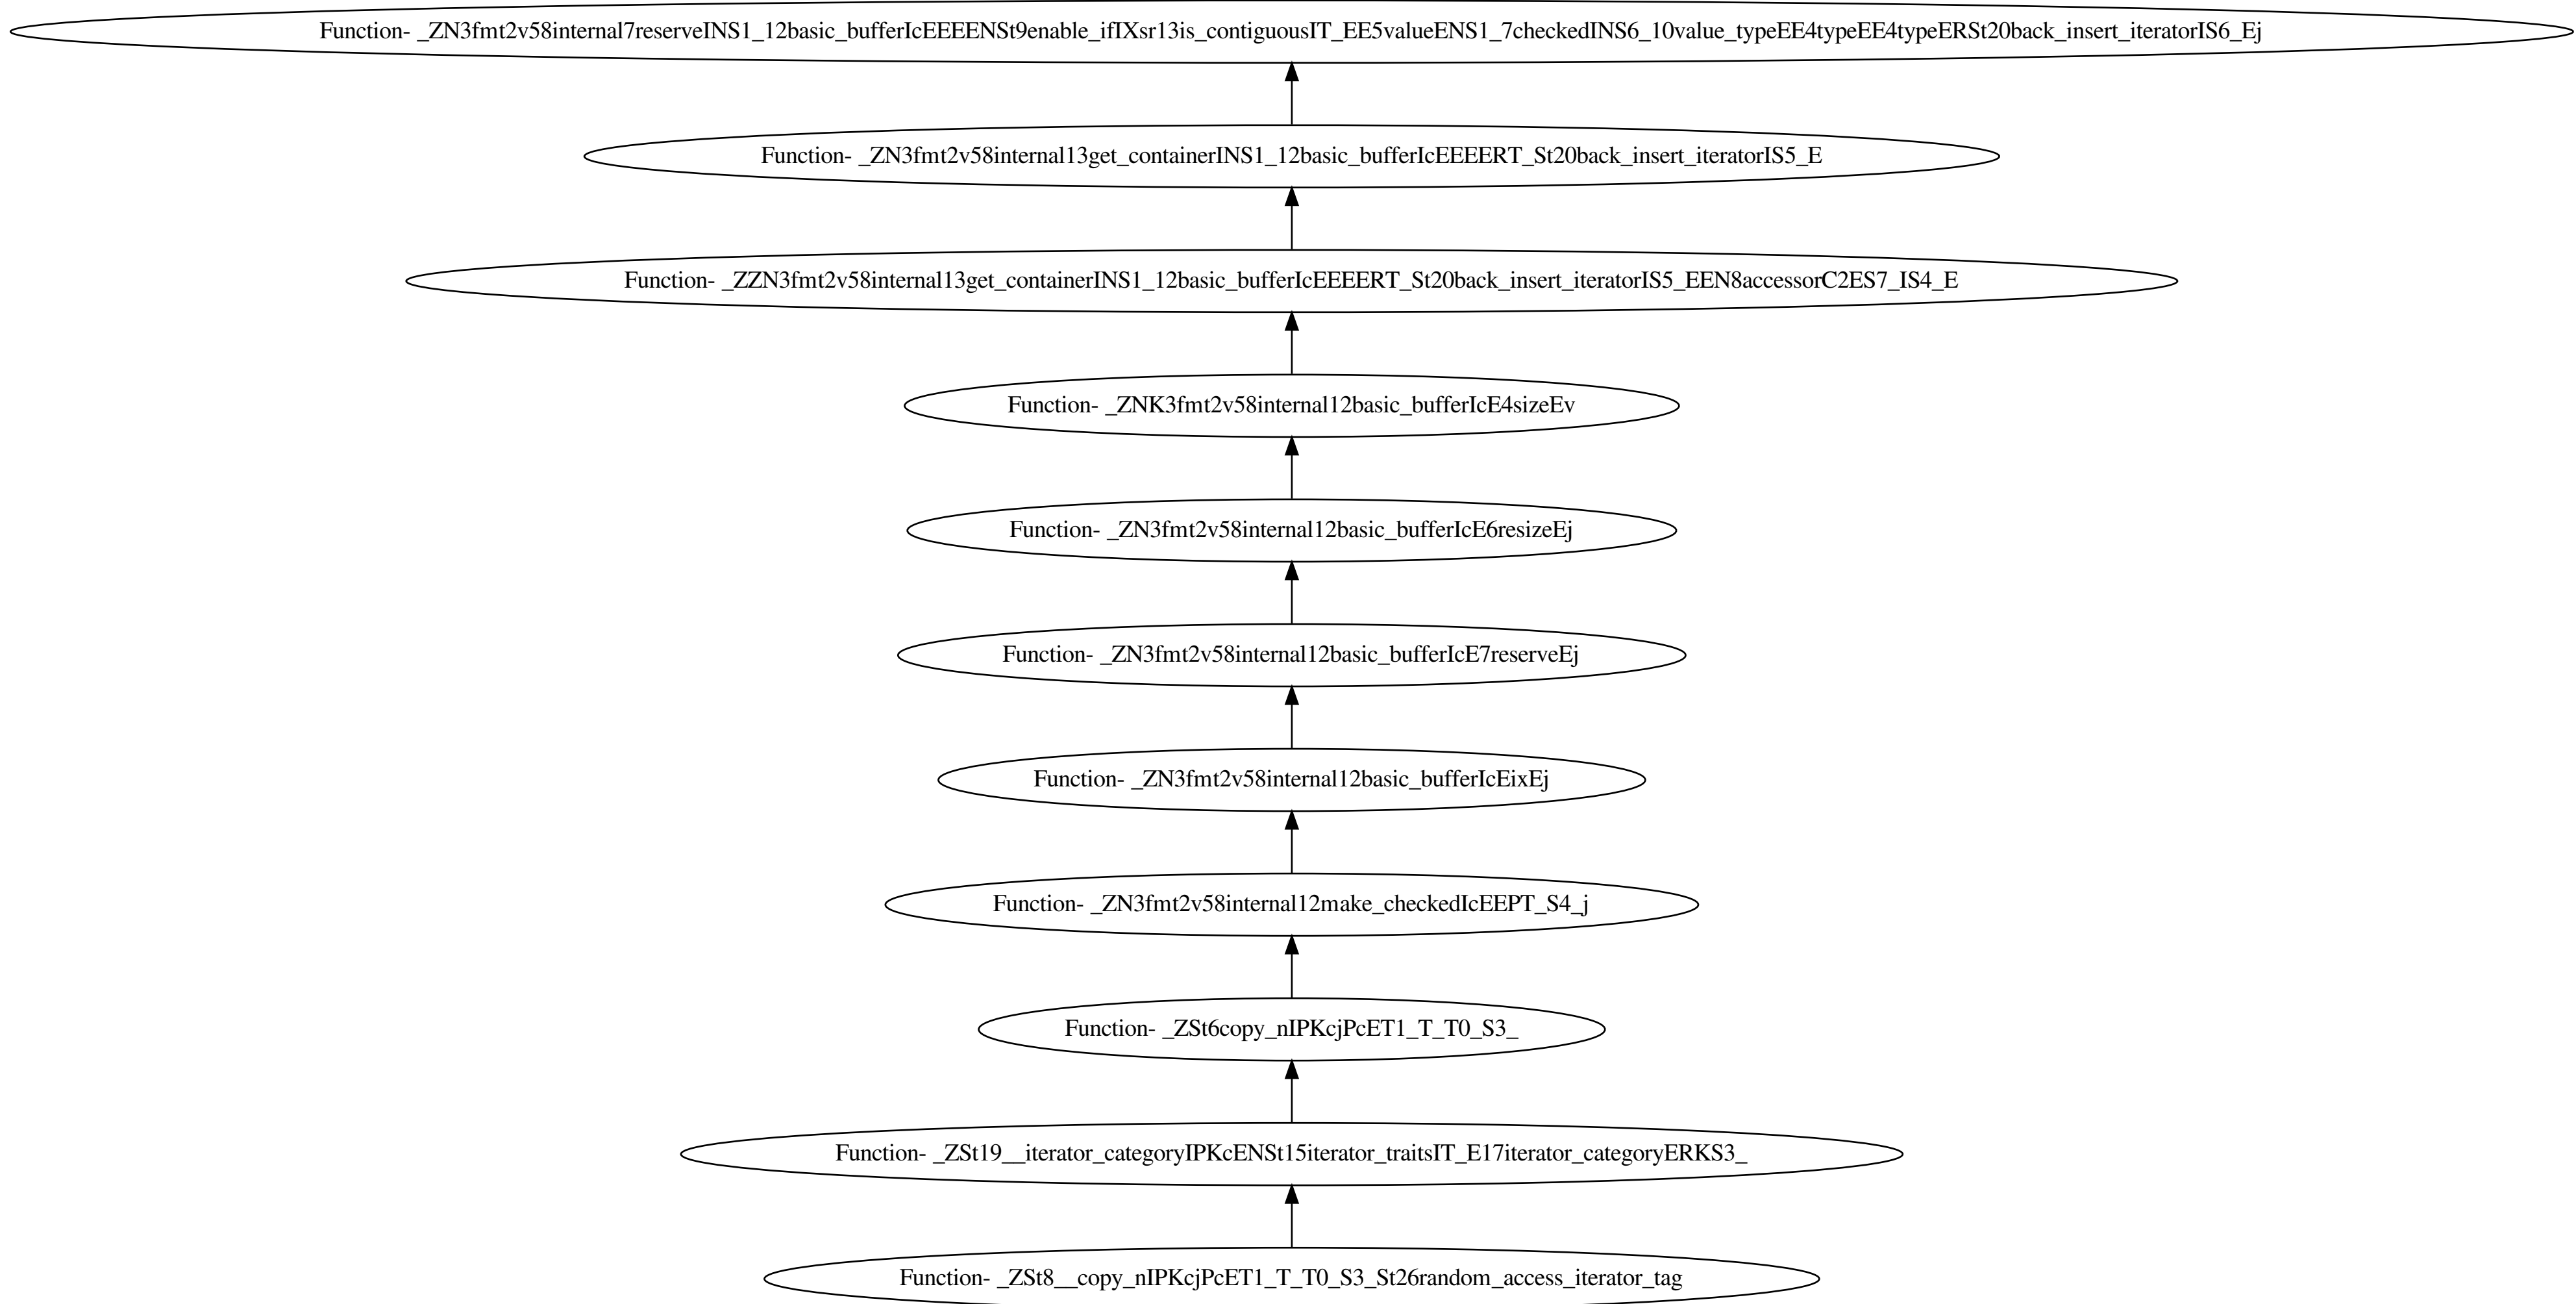 Function- _ZN3fmt2v58internal7reserveINS1_12basic_bufferIcEEEENSt9enable_ifIXsr13is_contiguousIT_EE5valueENS1_7checkedINS6_10value_typeEE4typeEE4typeERSt20back_insert_iteratorIS6_Ej
Function- _ZN3fmt2v58internal13get_containerINS1_12basic_bufferIcEEEERT_St20back_insert_iteratorIS5_E
Function- _ZZN3fmt2v58internal13get_containerINS1_12basic_bufferIcEEEERT_St20back_insert_iteratorIS5_EEN8accessorC2ES7_IS4_E
Function- _ZNK3fmt2v58internal12basic_bufferIcE4sizeEv
Function- _ZN3fmt2v58internal12basic_bufferIcE6resizeEj
Function- _ZN3fmt2v58internal12basic_bufferIcE7reserveEj
Function- _ZN3fmt2v58internal12basic_bufferIcEixEj
Function- _ZN3fmt2v58internal12make_checkedIcEEPT_S4_j
Function- _ZSt6copy_nIPKcjPcET1_T_T0_S3_
Function- _ZSt19__iterator_categoryIPKcENSt15iterator_traitsIT_E17iterator_categoryERKS3_
Function- _ZSt8__copy_nIPKcjPcET1_T_T0_S3_St26random_access_iterator_tag